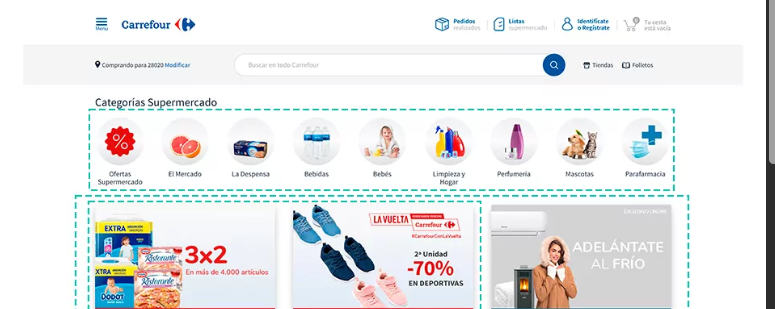 Menu
Carrefour
Pedidos
realizados
Listas
supermercado
Identifícate
o Regístrate
0
Tu cesta
está vacía
Comprando para 28020 Modificar
Buscar en todo Carrefour
Tiendas
Folletos
Categorías Supermercado
%
Ofertas
Supermercado
El Mercado
La Despensa
Bebidas
Bebés
Limpieza y
Hogar
Perfumería
Mascotas
Parafarmacia
EXTRA
EXTRA
DODOT
Ristorante
Ristorante
3x2
En más de 4.000 artículos
LA VUELTA
Carrefour
#CarrefourConLaVuelta
2ª Unidad
-70%
EN DEPORTIVAS
ADELÁNTATE
AL FRÍO